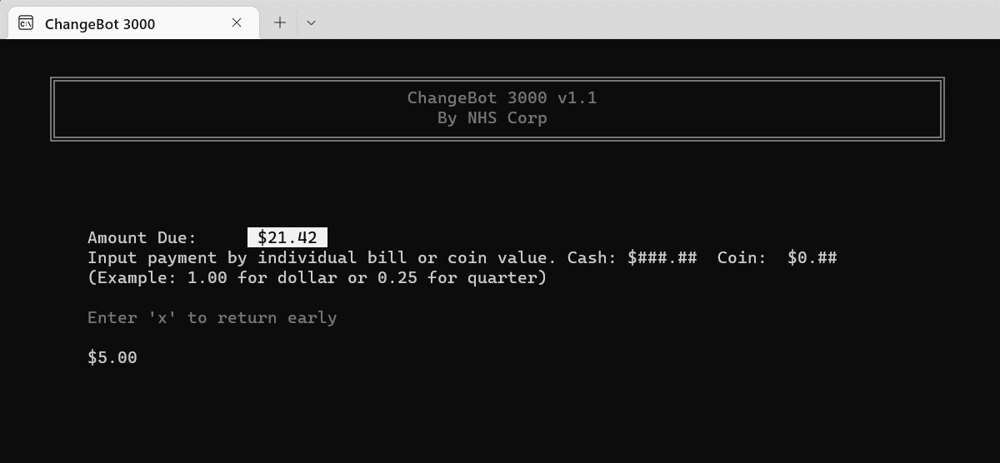 ChangeBot 3000
ChangeBot 3000 v1.1
By NHS Corp
Amount Due: $21.42
Input payment by individual bill or coin value. Cash: $###.## Coin: $0.##
(Example: 1.00 for dollar or 0.25 for quarter)
Enter 'x' to return early
$5.00